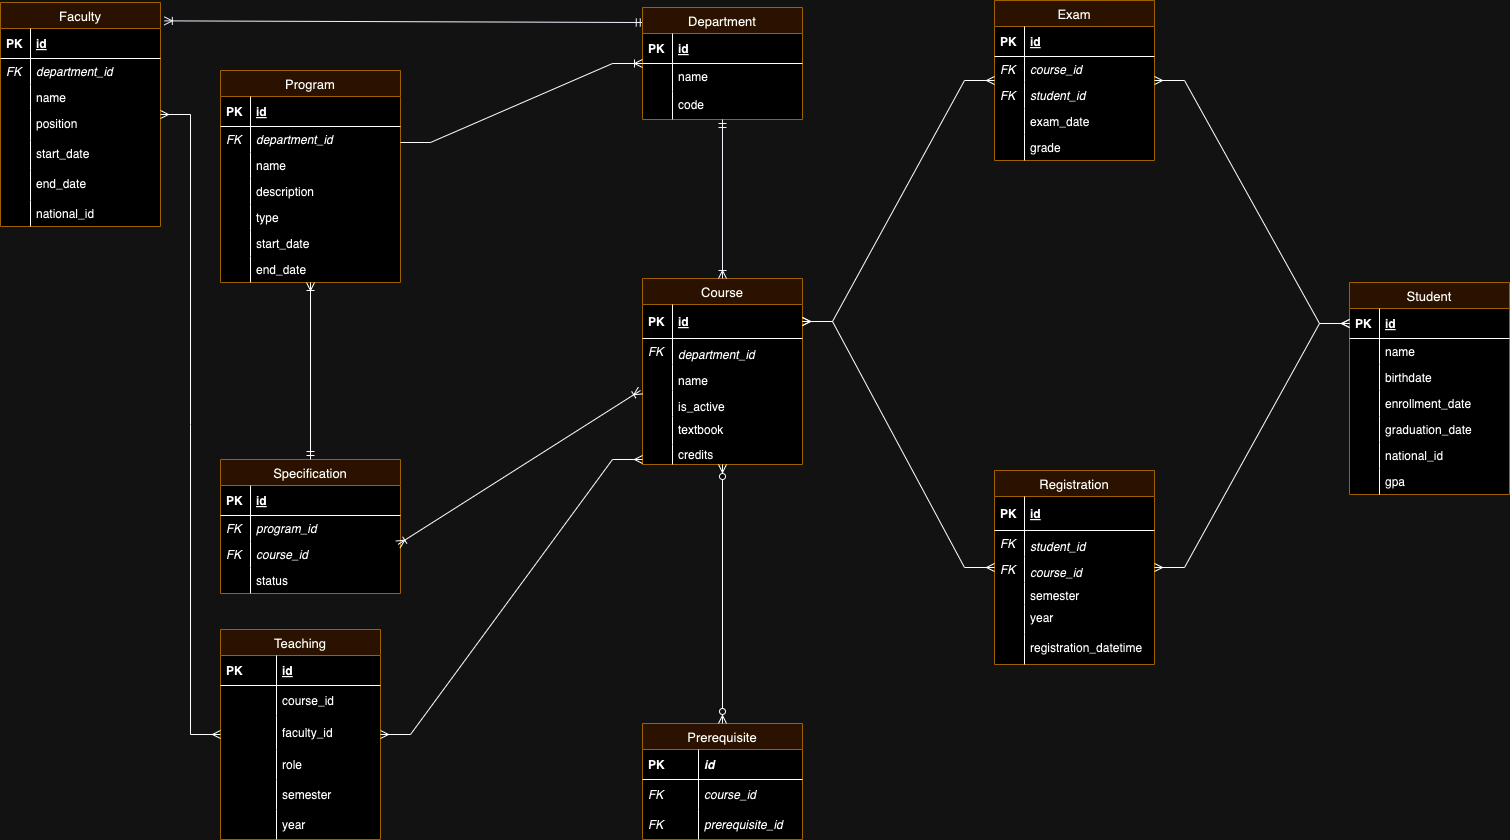 Faculty
PK id
FK department_id
name
position
start_date
end_date
national_id
Program
PK id
FK department_id
name
description
type
start_date
end_date
Department
PK id
name
code
Exam
PK id
FK course_id
FK student_id
exam_date
grade
Course
PK id
FK department_id
name
is_active
textbook
credits
Student
PK id
name
birthdate
enrollment_date
graduation_date
national_id
gpa
Specification
PK id
FK program_id
FK course_id
status
Registration
PK id
FK student_id
FK course_id
semester
year
registration_datetime
Teaching
PK id
course_id
faculty_id
role
semester
year
Prerequisite
PK id
FK course_id
FK prerequisite_id